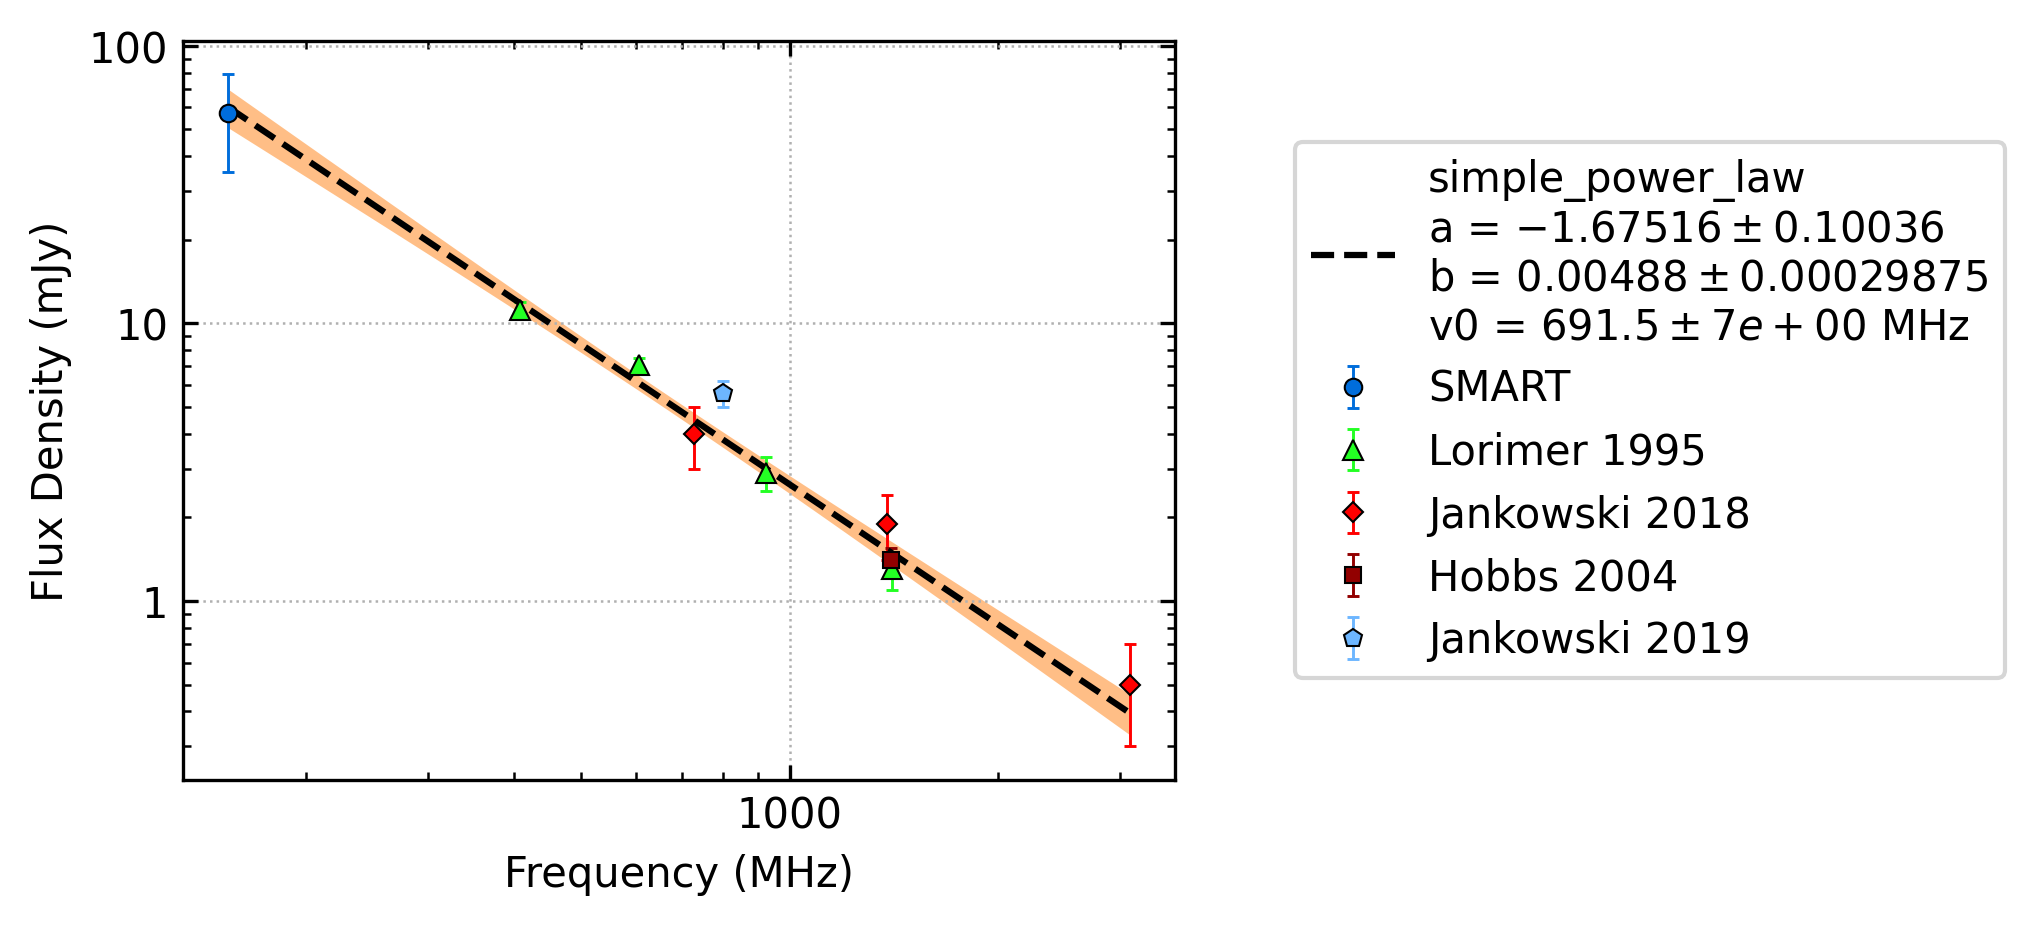 100
10
1
1000
Flux Density (mJy)
Frequency (MHz)
simple_power_law
a = −1.67516 ± 0.10036
b = 0.00488 ± 0.00029875
v0 = 691.5 ± 7e + 00 MHz
SMART
Lorimer 1995
Jankowski 2018
Hobbs 2004
Jankowski 2019